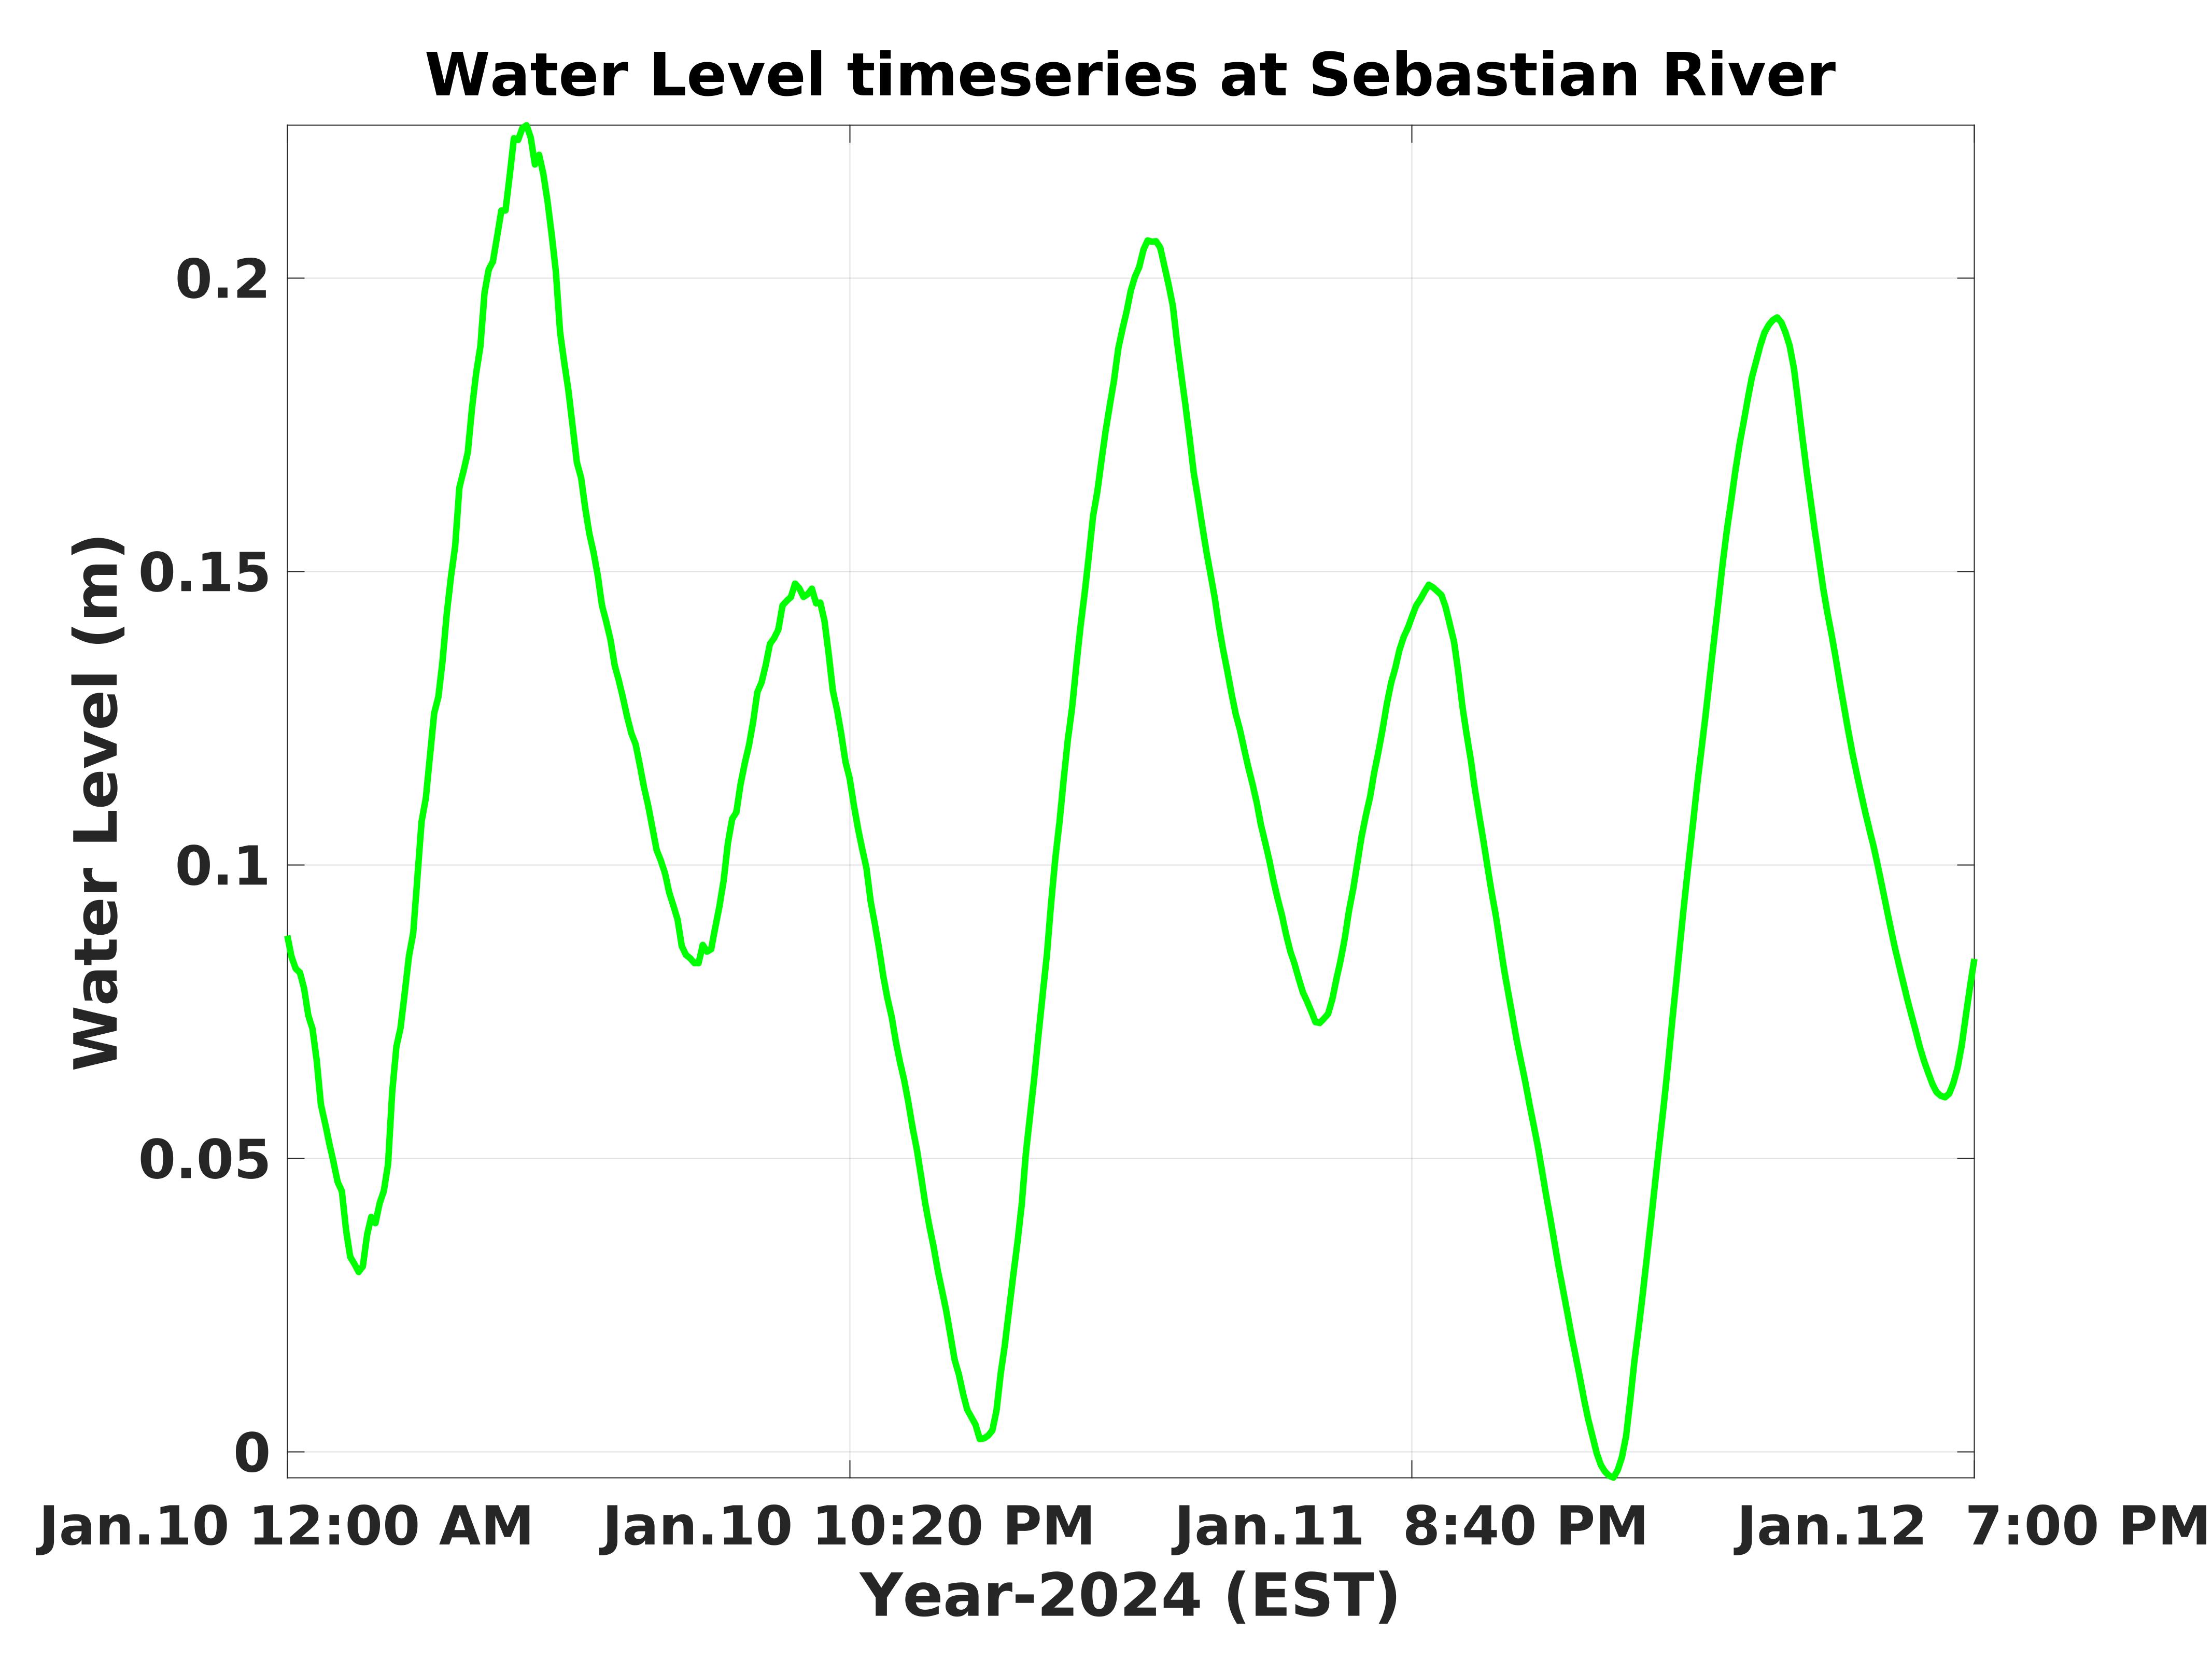 Water Level timeseries at Sebastian River
Water Level (m)
0.2
0.15
0.1
0.05
0
Jan.10 12:00 AM Jan.10 10:20 PM Jan.11 8:40 PM Jan.12 7:00 PM
Year-2024 (EST)